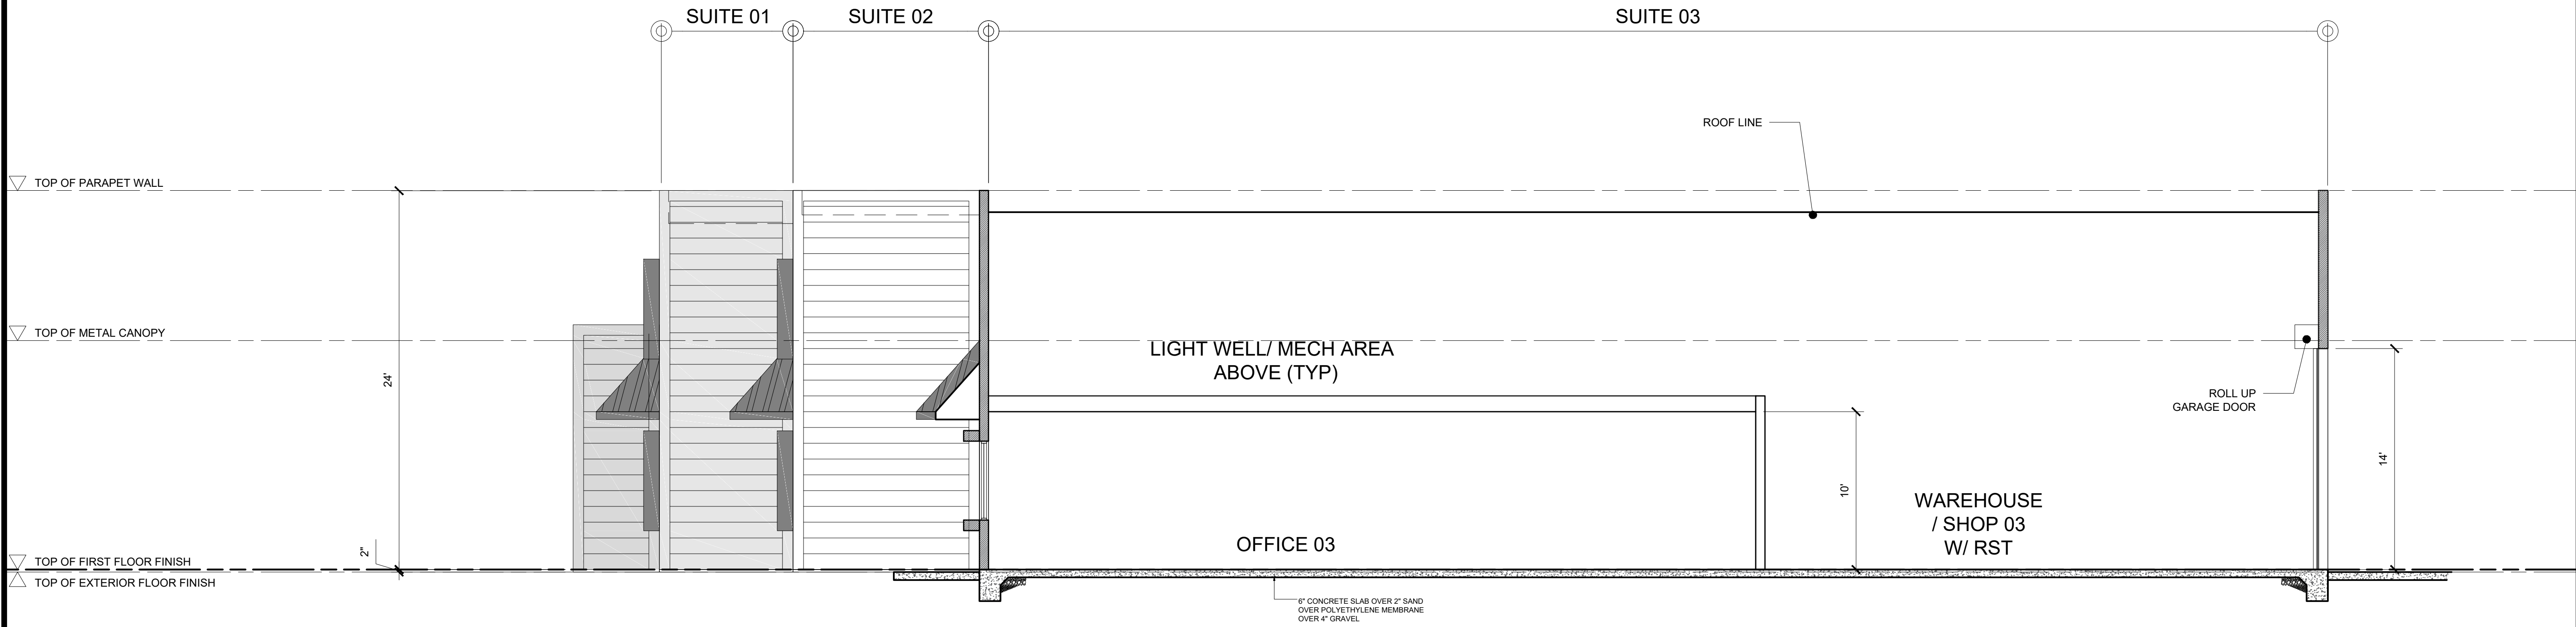 SUITE 01
SUITE 02
SUITE 03
ROOF LINE
TOP OF PARAPET WALL
TOP OF METAL CANOPY
LIGHT WELL/ MECH AREA
ABOVE (TYP)
24'
ROLL UP
GARAGE DOOR
14'
10'
WAREHOUSE
/ SHOP 03
W/ RST
OFFICE 03
2"
TOP OF FIRST FLOOR FINISH
TOP OF EXTERIOR FLOOR FINISH
6" CONCRETE SLAB OVER 2" SAND
OVER POLYETHYLENE MEMBRANE
OVER 4" GRAVEL